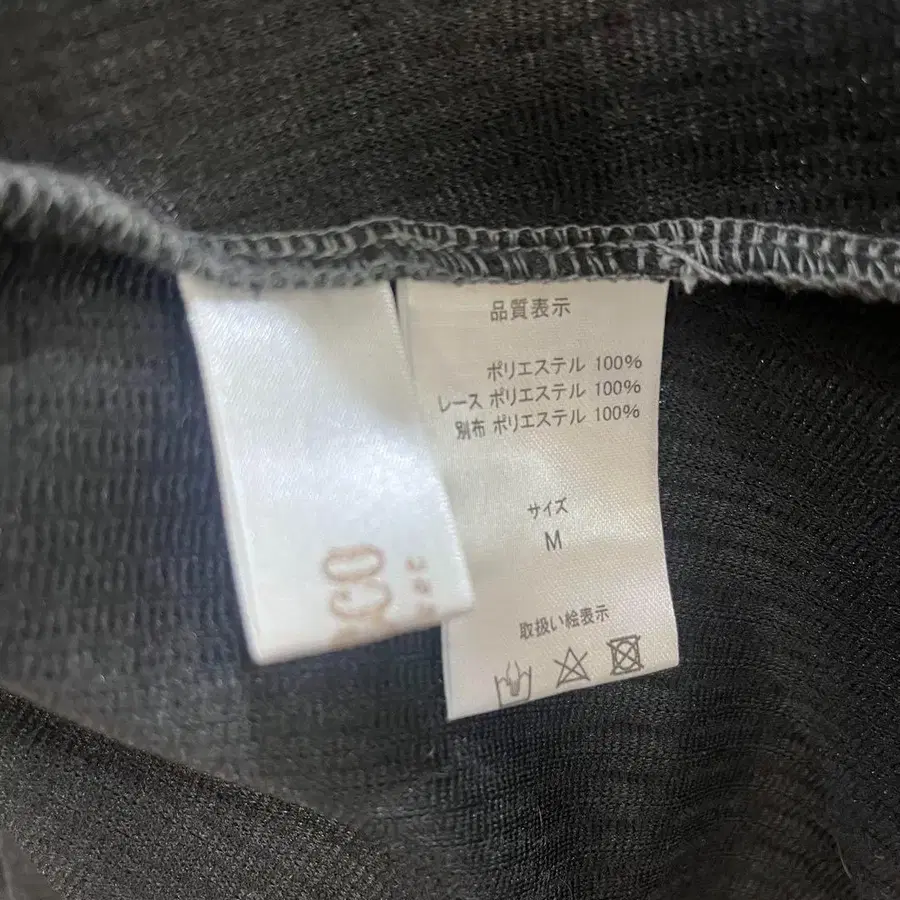 品質表示
ポリエステル 100%
レース ポリエステル 100%
別布 ポリエステル 100%
サイズ
M
取扱い絵表示